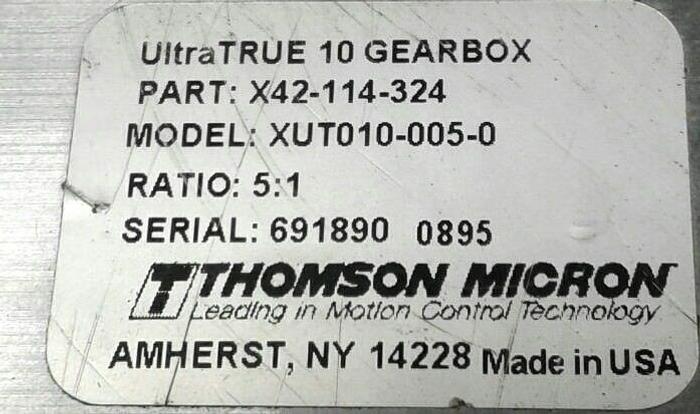 UltraTRUE 10 GEARBOX
PART: X42-114-324
MODEL: XUT010-005-0
RATIO: 5:1
SERIAL: 691890 0895
T THOMSON MICRON
Leading in Motion Control Technology
AMHERST, NY 14228 Made in USA